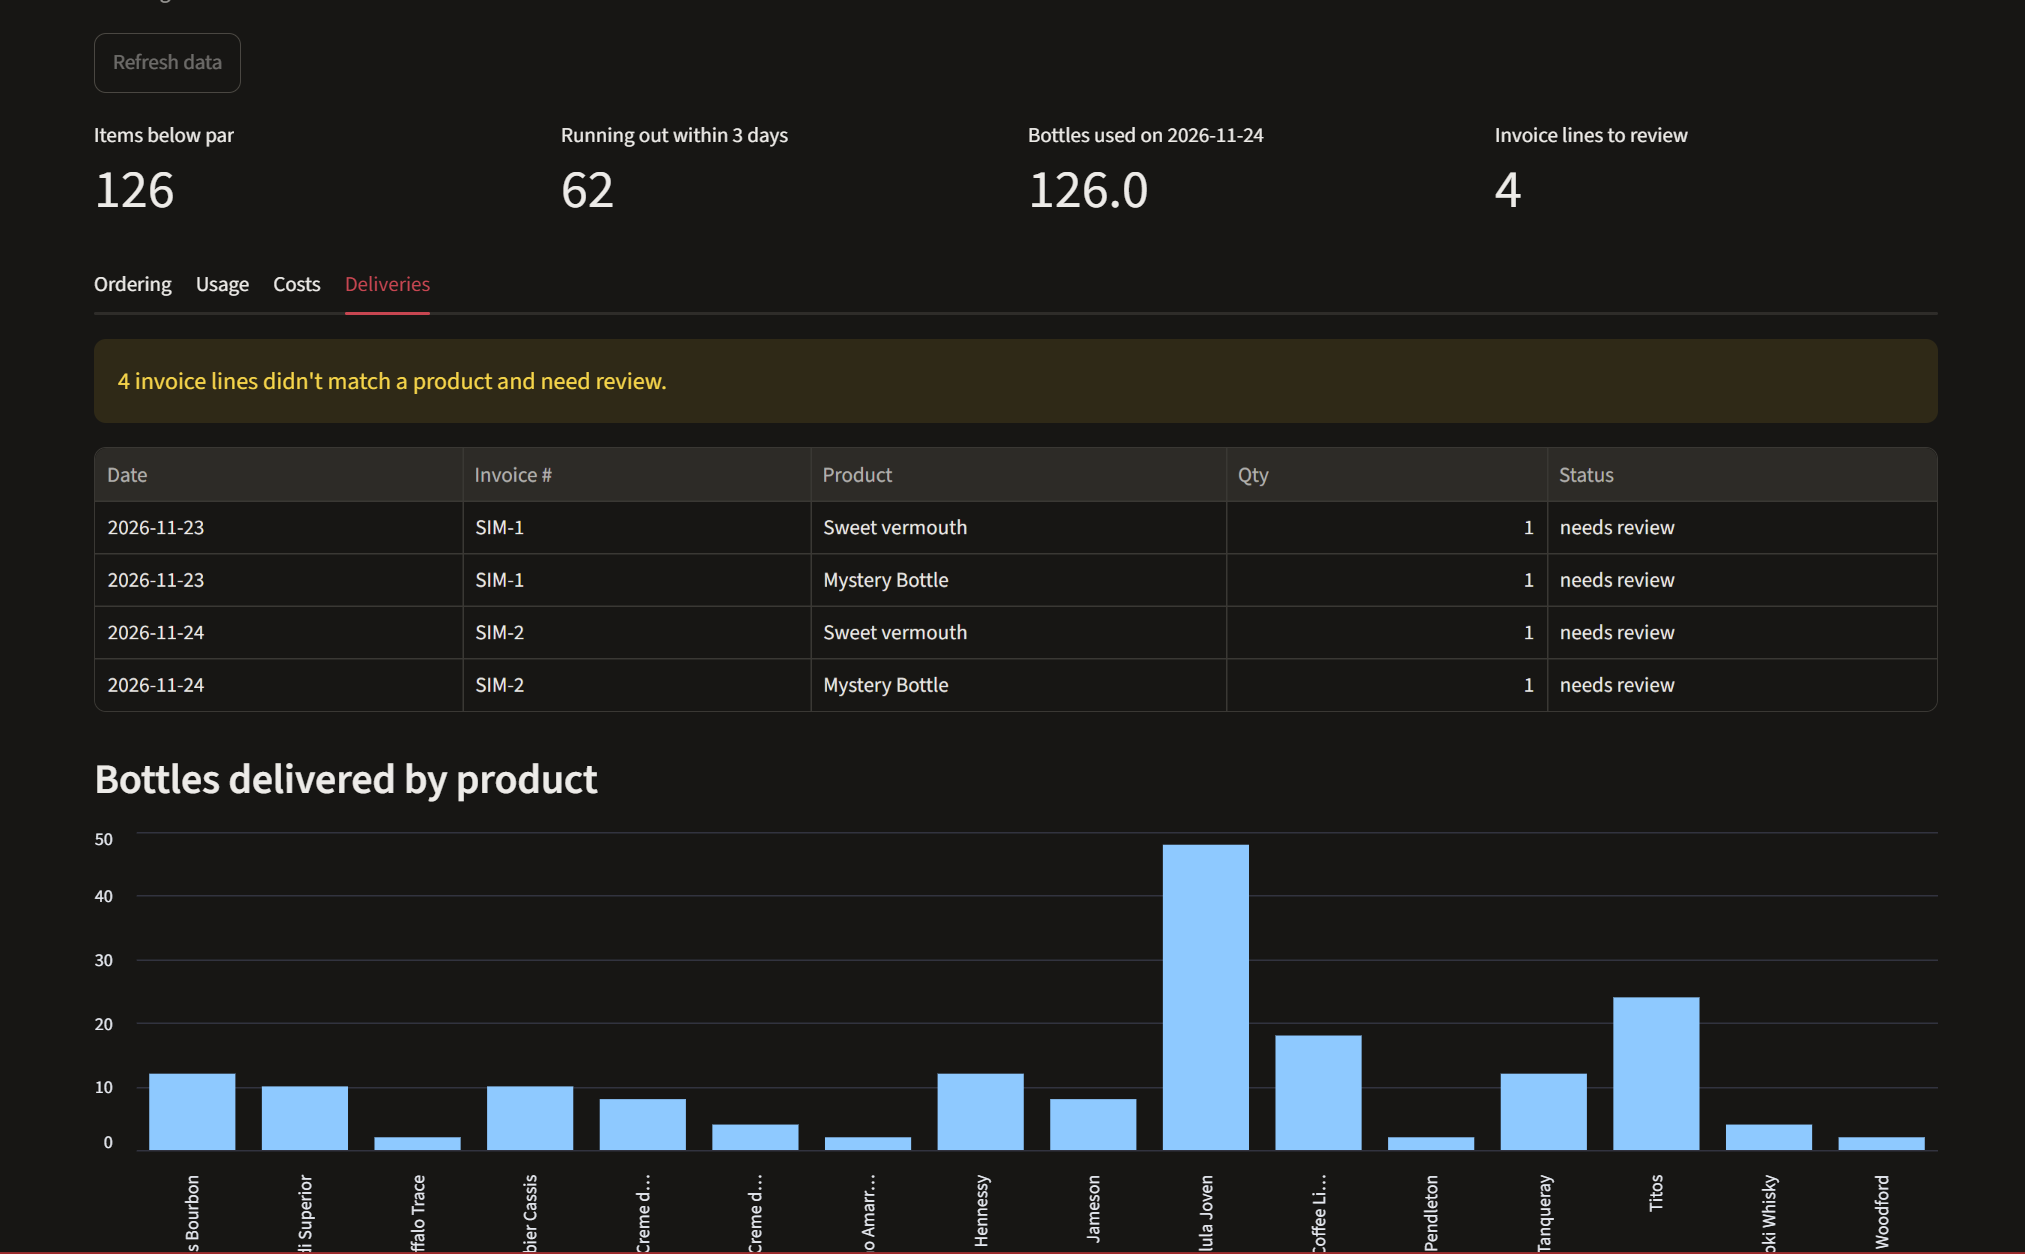 Refresh data
Items below par
Running out within 3 days
Bottles used on 2026-11-24
Invoice lines to review
126
62
126.0
4
Ordering Usage Costs Deliveries
4 invoice lines didn't match a product and need review.
Date Invoice # Product Qty Status
2026-11-23 SIM-1 Sweet vermouth 1 needs review
2026-11-23 SIM-1 Mystery Bottle 1 needs review
2026-11-24 SIM-2 Sweet vermouth 1 needs review
2026-11-24 SIM-2 Mystery Bottle 1 needs review
Bottles delivered by product
50
40
30
20
10
0
s Bourbon
di Superior
ffalo Trace
bier Cassis
Creme d...
Creme d...
o Amarr...
Hennessy
Jameson
lula Joven
Coffee Li...
Pendleton
Tanqueray
Titos
oki Whisky
Woodford